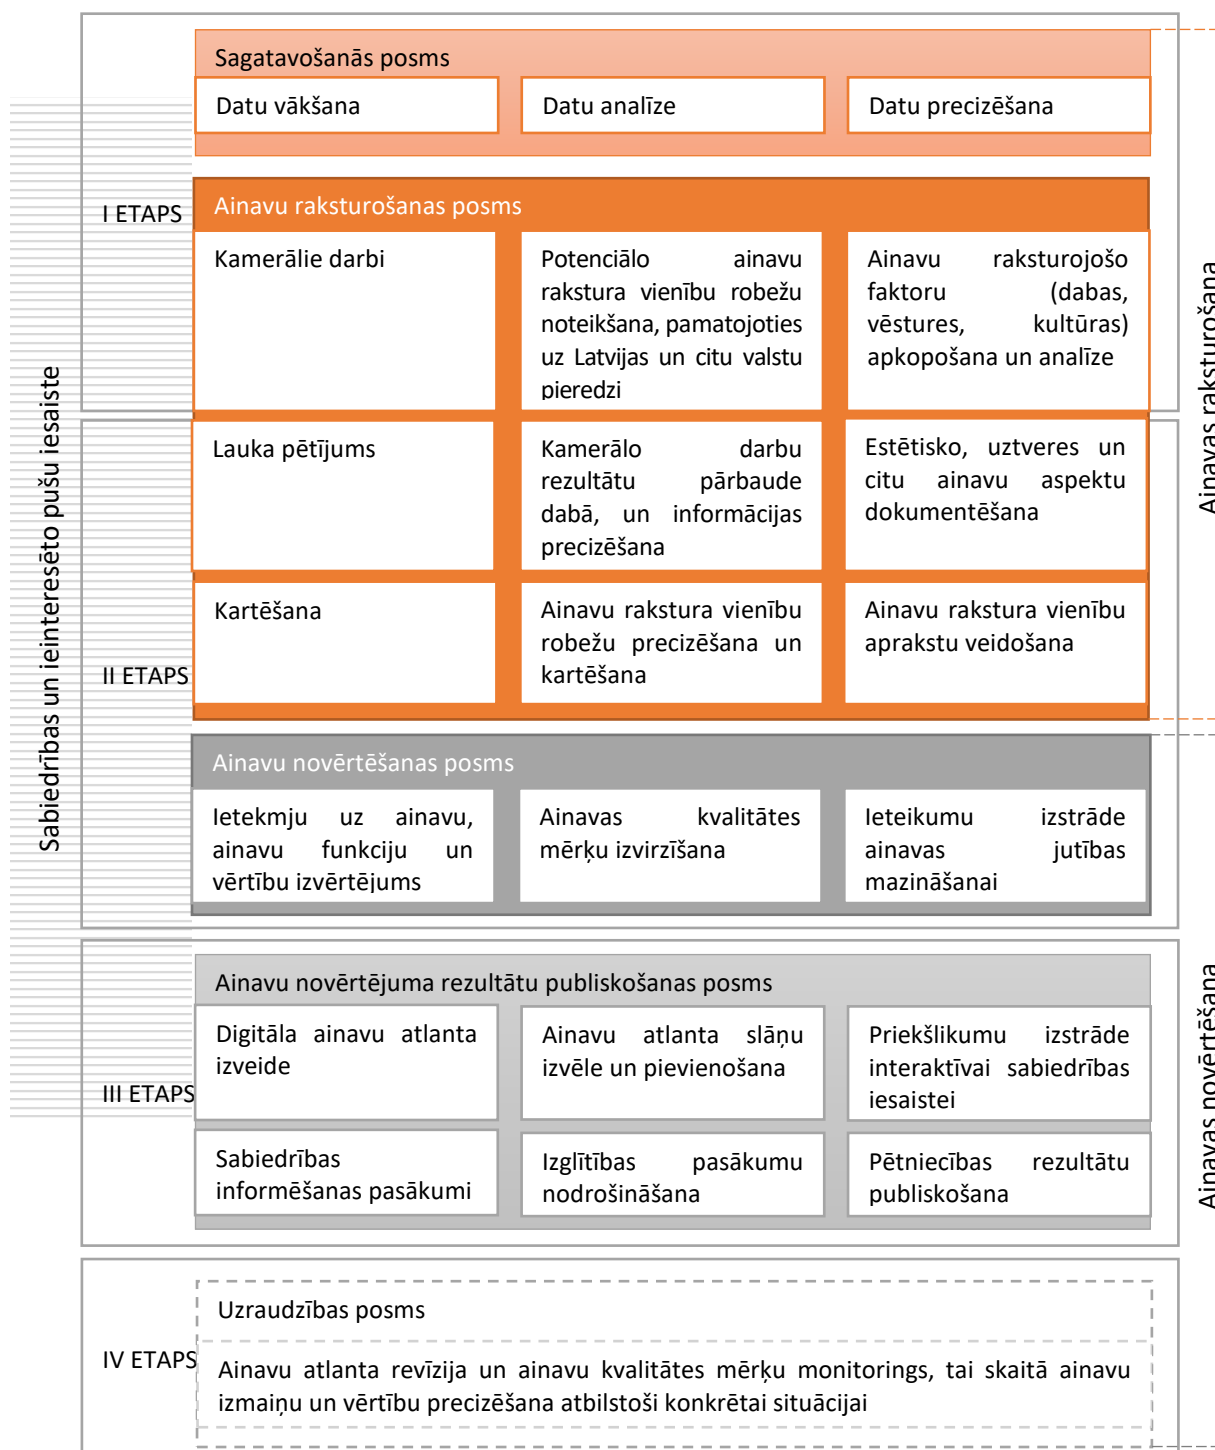 Sagatavošanās posms
Datu vākšana
Datu analīze
Datu precizēšana
I ETAPS
Ainavu raksturošanas posms
Kamerālie darbi
Potenciālo ainavu
rakstura vienību robežu
noteikšana, pamatojoties
uz Latvijas un citu valstu
pieredzi
Ainavu raksturojošo
faktoru (dabas,
vēstures, kultūras)
apkopošana un analīze
Lauka pētījums
Kamerālo darbu
rezultātu pārbaude
dabā, un informācijas
precizēšana
Estētisko, uztveres un
citu ainavu aspektu
dokumentēšana
Kartēšana
Ainavu rakstura vienību
robežu precizēšana un
kartēšana
Ainavu rakstura vienību
aprakstu veidošana
II ETAPS
Ainavu novērtēšanas posms
Ietekmju uz ainavu,
ainavu funkciju un
vērtību izvērtējums
Ainavas kvalitātes
mērķu izvirzīšana
Ieteikumu izstrāde
ainavas jutības
mazināšanai
Ainavu novērtējuma rezultātu publiskošanas posms
Digitāla ainavu atlanta
izveide
Ainavu atlanta slāņu
izvēle un pievienošana
Priekšlikumu izstrāde
interaktīvai sabiedrības
iesaistei
III ETAPS
Sabiedrības
informēšanas pasākumi
Izglītības pasākumu
nodrošināšana
Pētniecības rezultātu
publiskošana
Uzraudzības posms
IV ETAPS
Ainavu atlanta revīzija un ainavu kvalitātes mērķu monitorings, tai skaitā ainavu
izmaiņu un vērtību precizēšana atbilstoši konkrētai situācijai
Sabiedrības un ieinteresēto pušu iesaiste
Ainavas raksturošana
Ainavas novērtēšana